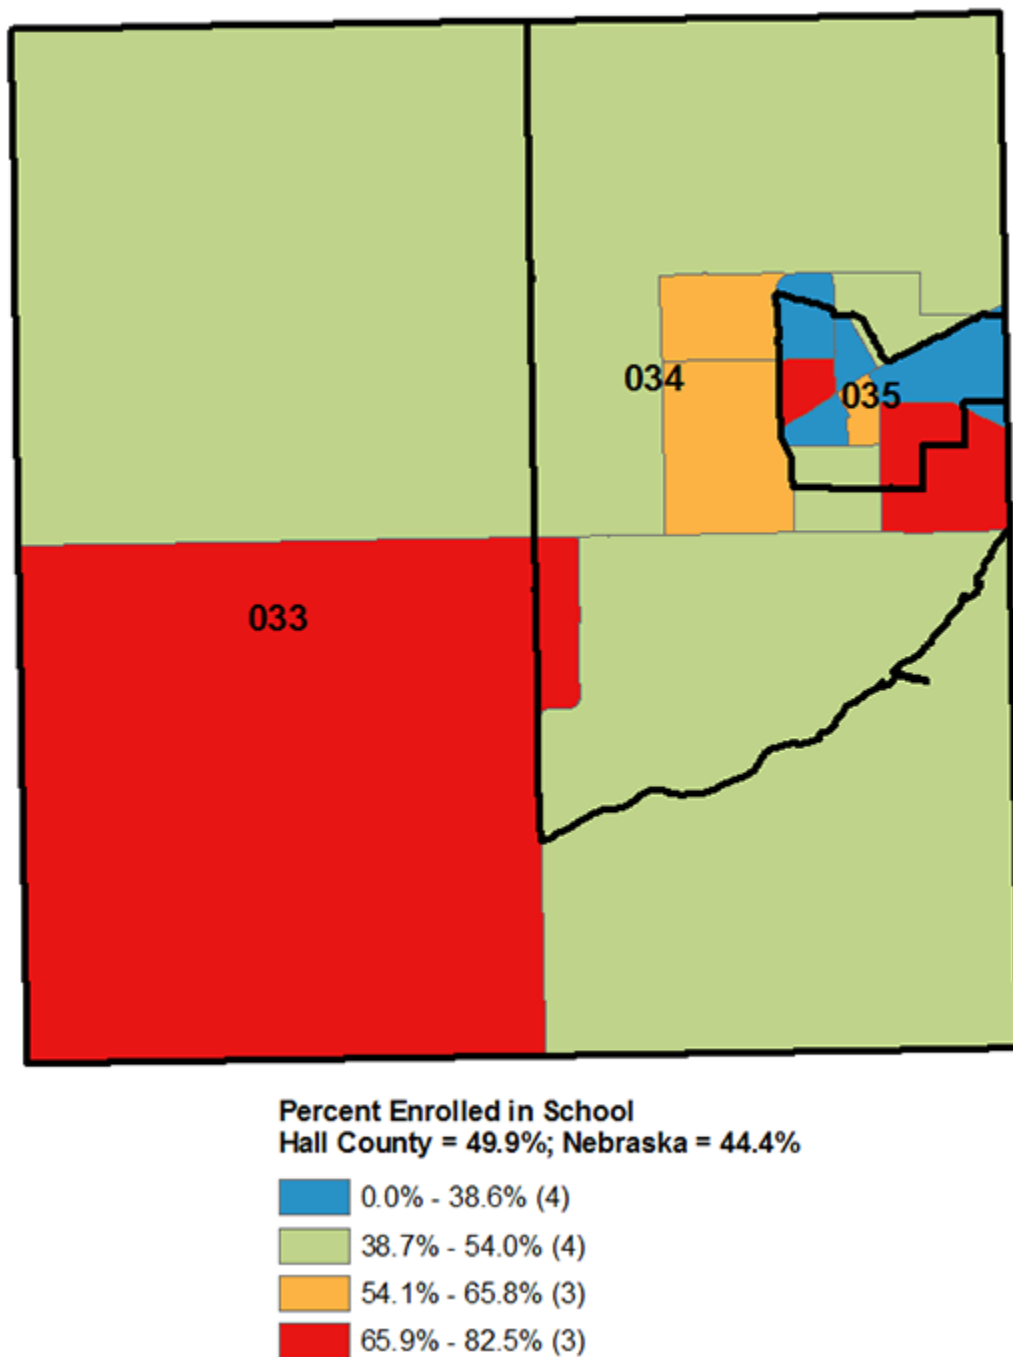 034
035
033
Percent Enrolled in School
Hall County = 49.9%; Nebraska = 44.4%
0.0% - 38.6% (4)
38.7% - 54.0% (4)
54.1% - 65.8% (3)
65.9% - 82.5% (3)